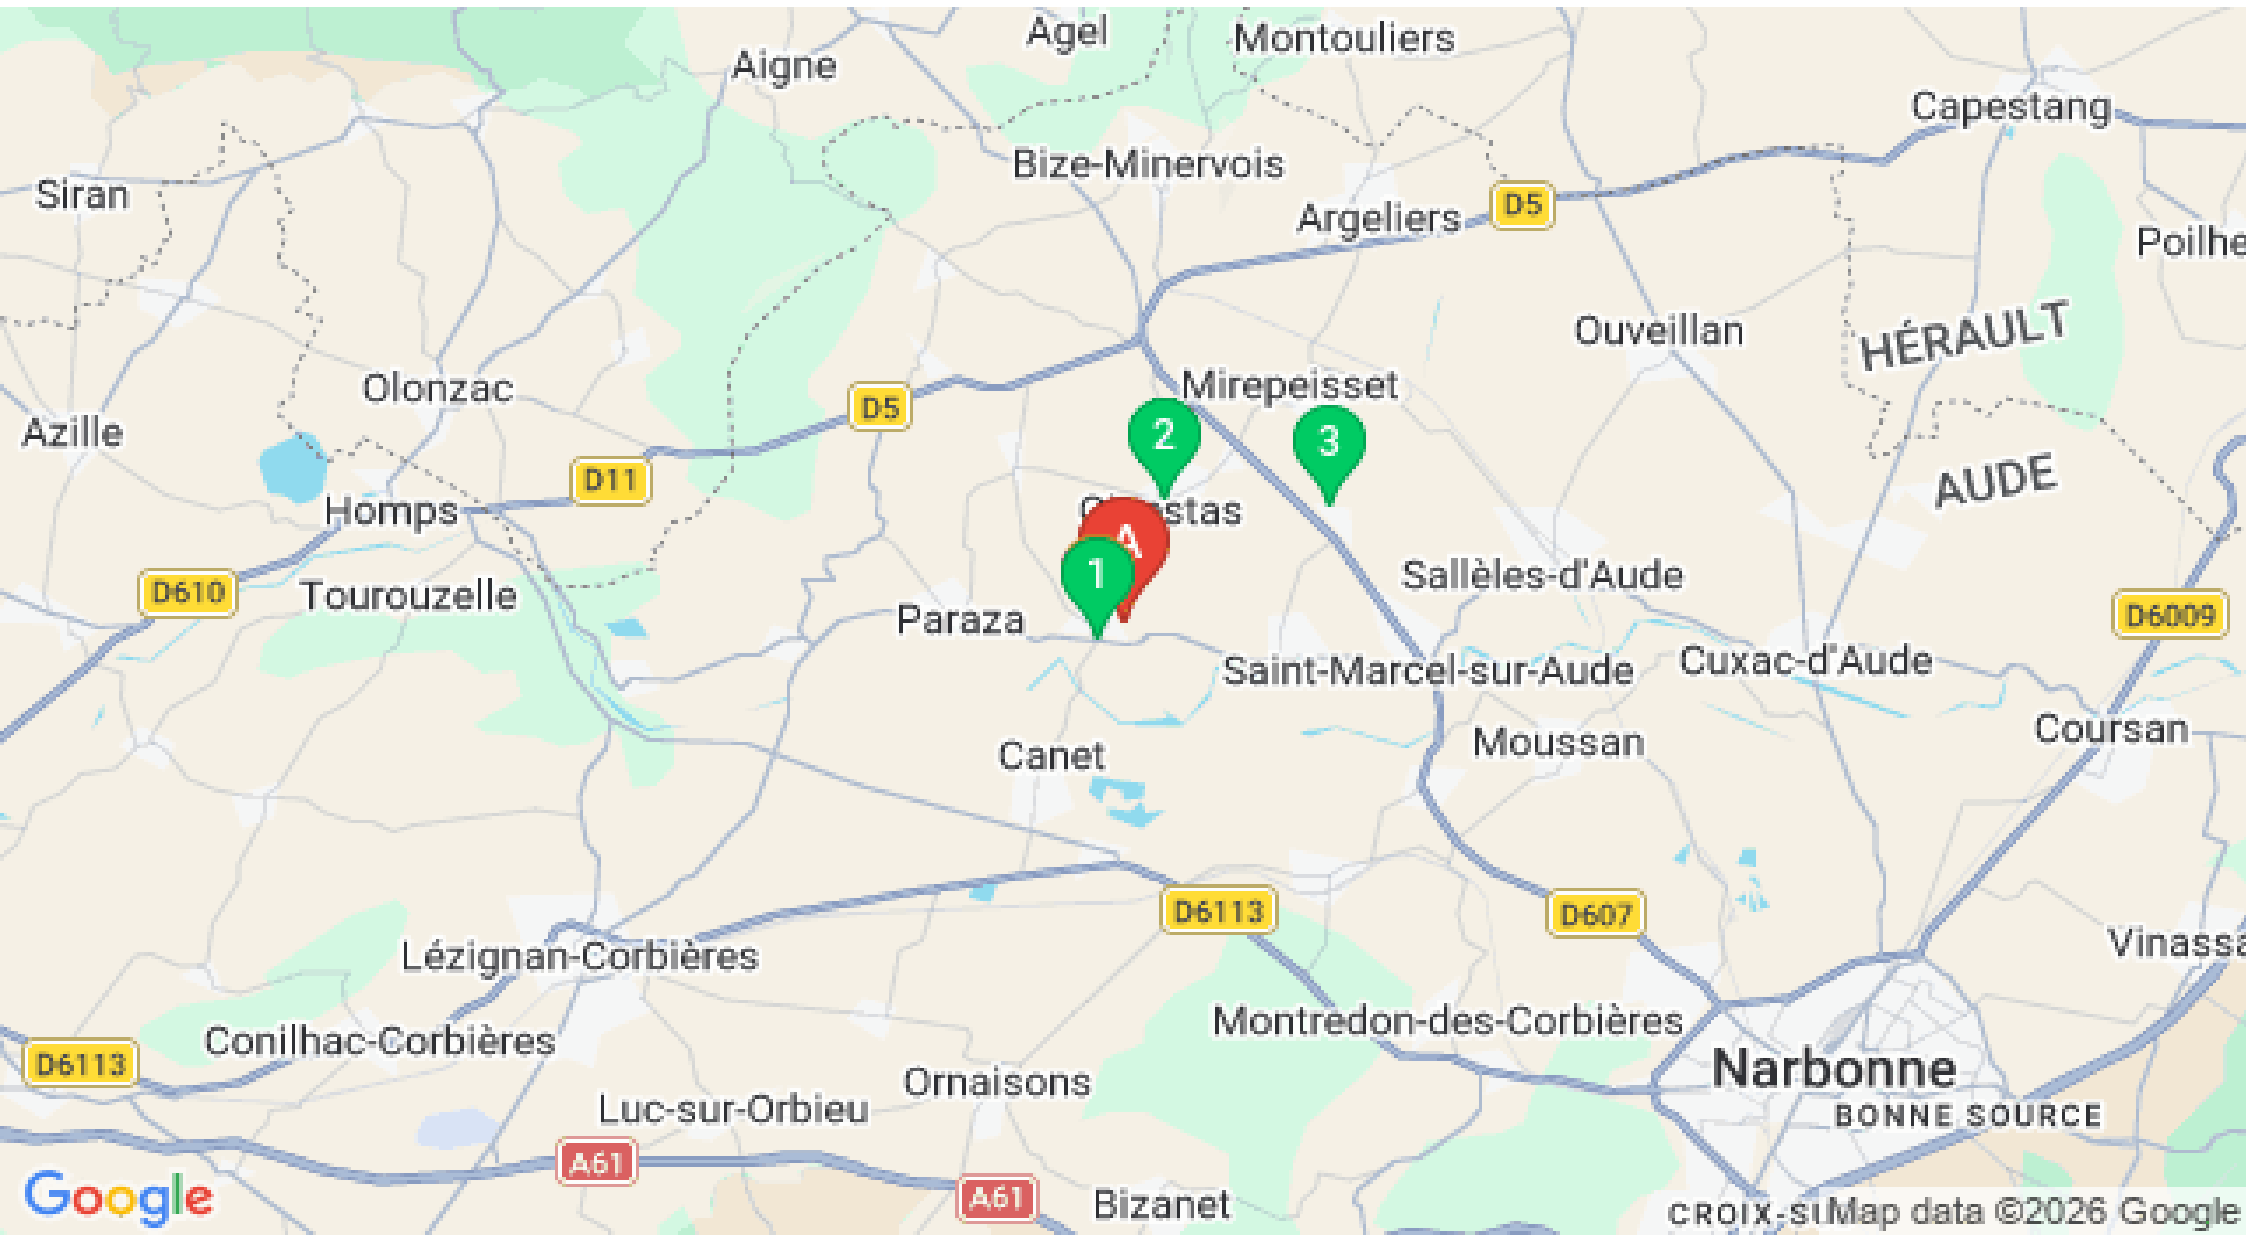 Agel
Montouliers
Aigne
Capestang
Bize-Minervois
Siran
D5
Argeliers
Poilhe
Ouveillan
HÉRAULT
Olonzac
Mirepeisset
D5
Azille
2
3
AUDE
D11
Homps
stas
A
1
Sallèles-d'Aude
D610
Tourouzelle
Paraza
D6009
Saint-Marcel-sur-Aude
Cuxac-d'Aude
Coursan
Moussan
Canet
D6113
D607
Vinassa
Lézignan-Corbières
Montredon-des-Corbières
Conilhac-Corbières
D6113
Narbonne
Ornaisons
Luc-sur-Orbieu
BONNE SOURCE
A61
A61
Google
Bizanet
CROIX-SU
Map data ©2026 Google